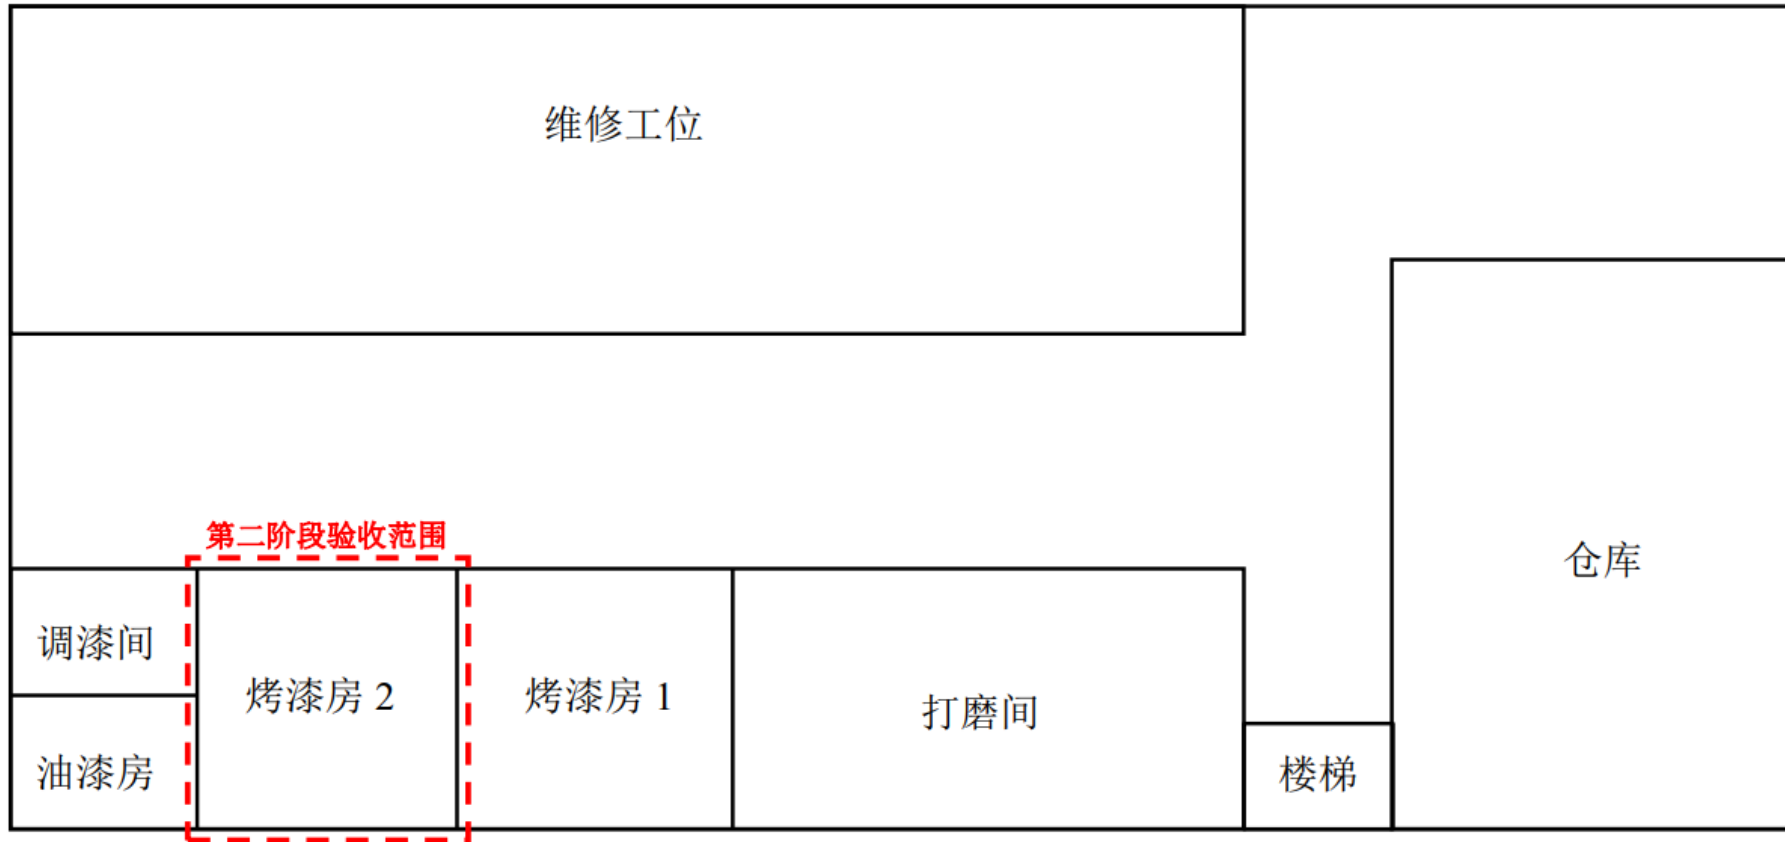 维修工位
第二阶段验收范围
仓库
调漆间
烤漆房 2
烤漆房 1
打磨间
油漆房
楼梯